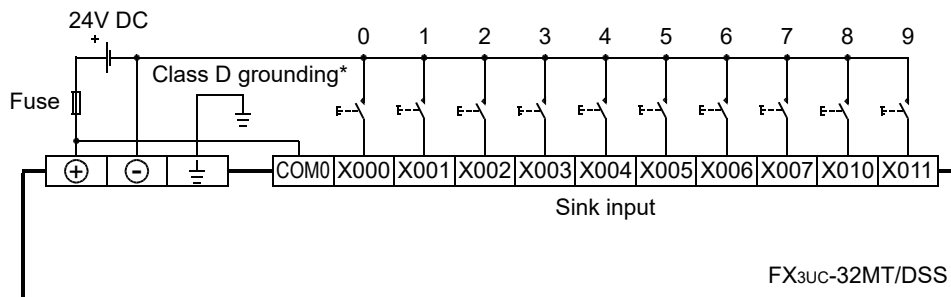 24V DC
+
0 1 2 3 4 5 6 7 8 9
Class D grounding*
Fuse
+ - COM0 X000 X001 X002 X003 X004 X005 X006 X007 X010 X011
Sink input
FX3UC-32MT/DSS